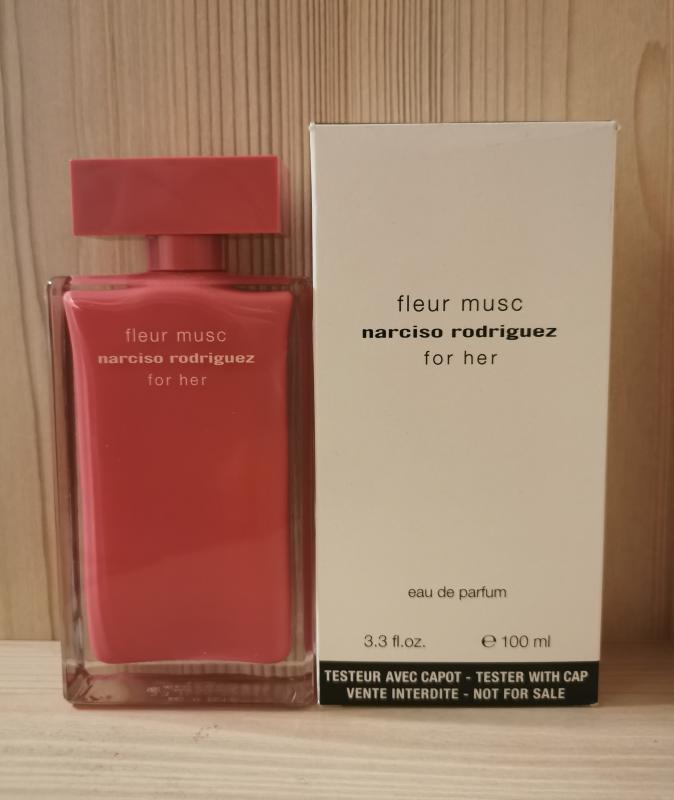 fleur musc
narciso rodriguez
for her
fleur musc
narciso rodriguez
for her
eau de parfum
3.3 fl.oz. ℮ 100 ml
TESTEUR AVEC CAPOT - TESTER WITH CAP
VENTE INTERDITE - NOT FOR SALE